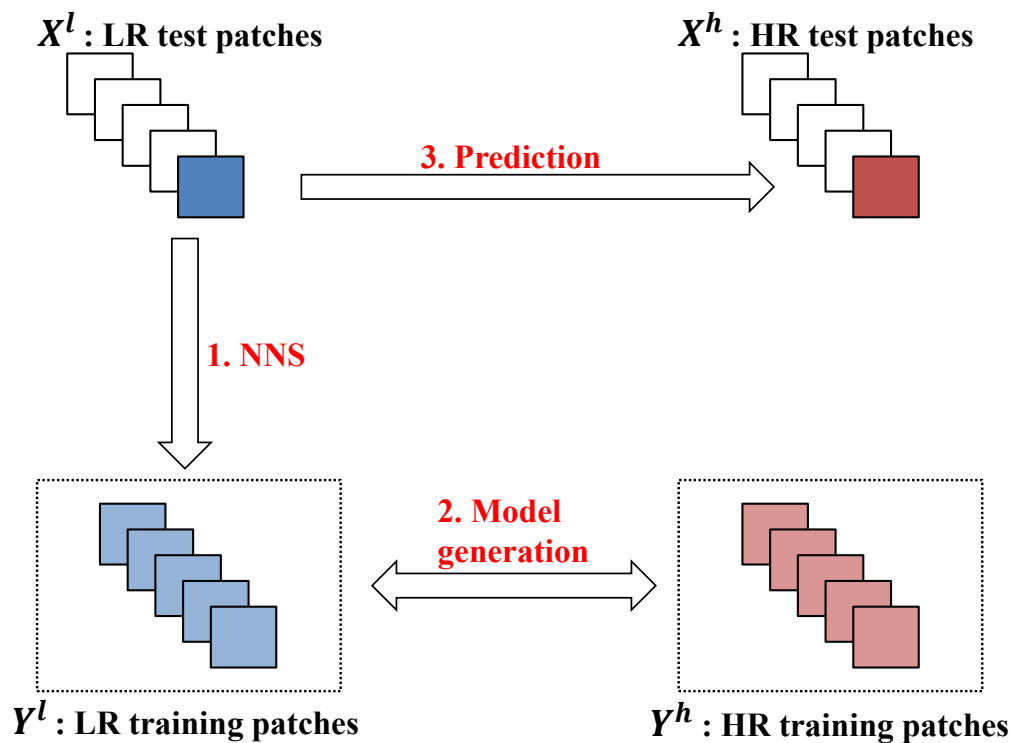 X^l : LR test patches
X^h : HR test patches
3. Prediction
1. NNS
2. Model
generation
Y^l : LR training patches
Y^h : HR training patches